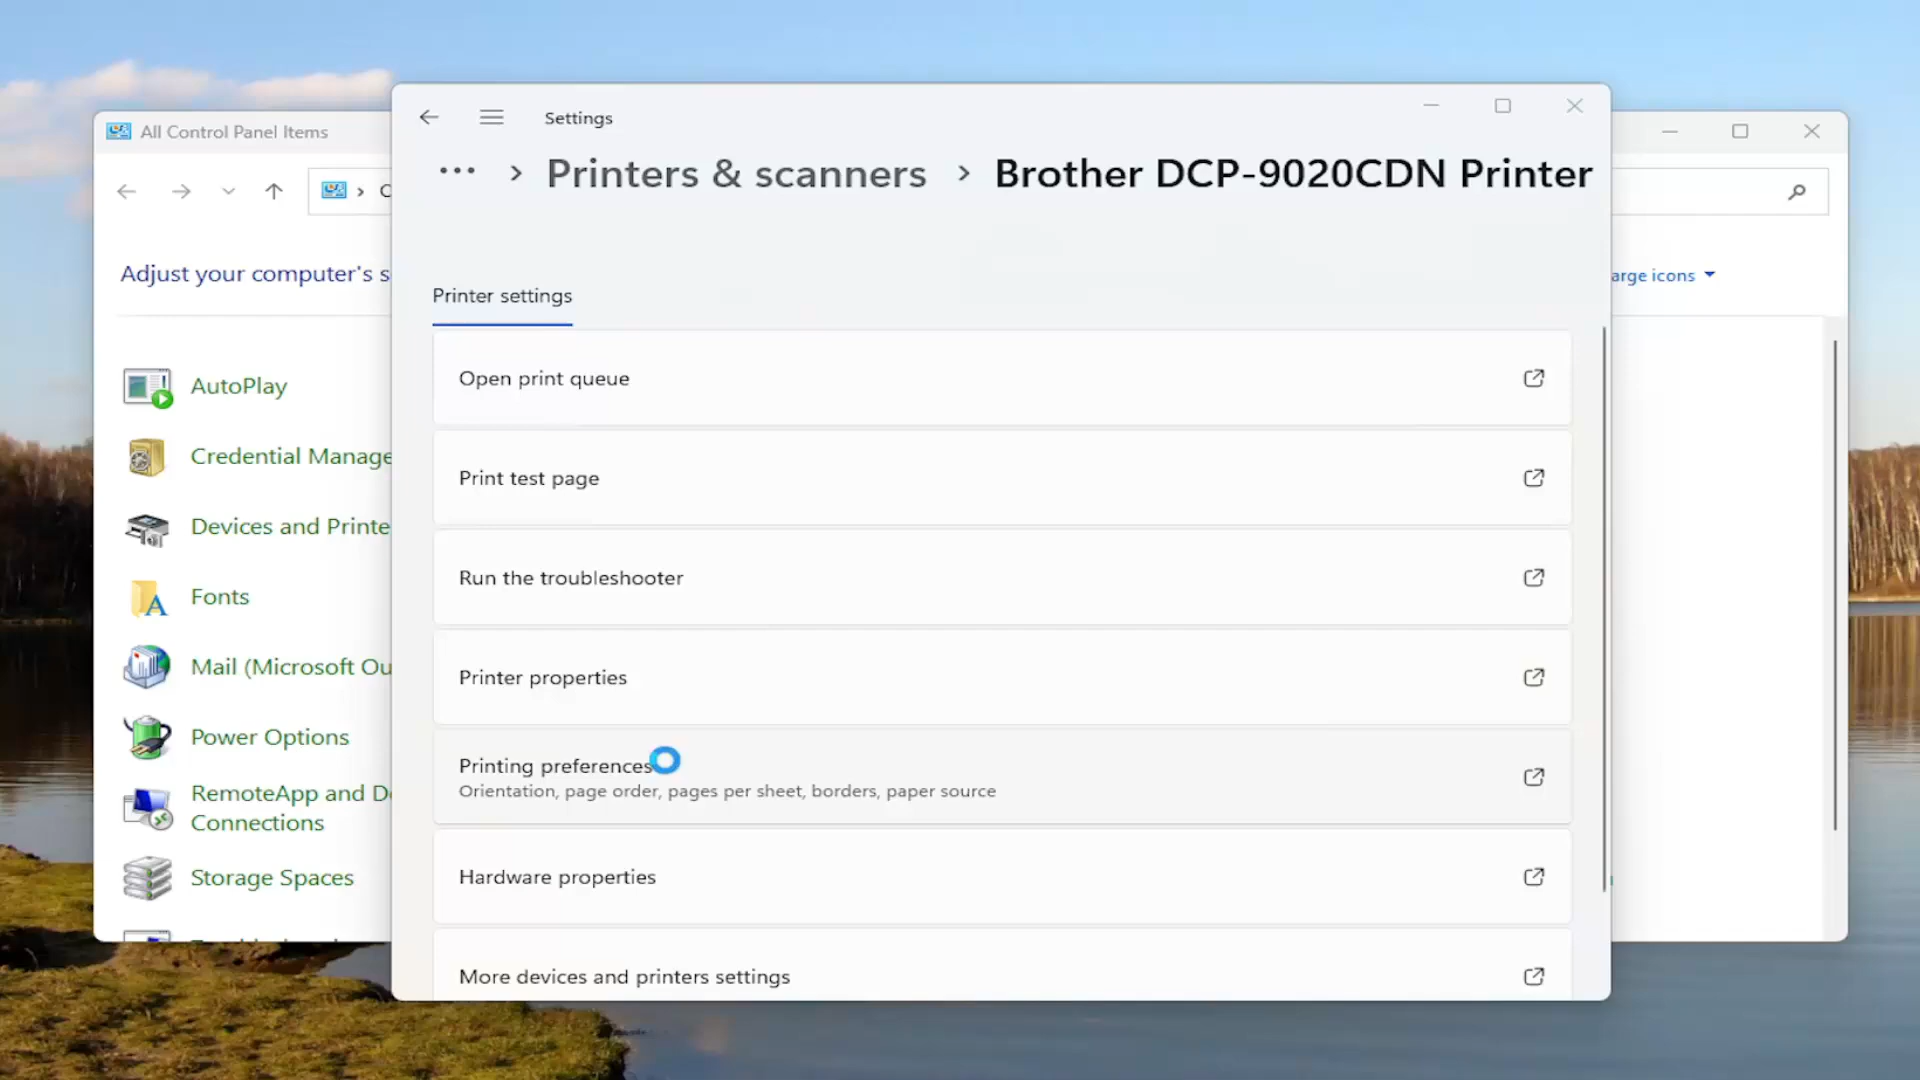 All Control Panel Items
Adjust your computer's s
AutoPlay
Credential Manage
Devices and Printe
Fonts
Mail (Microsoft Ou
Power Options
RemoteApp and D
Connections
Storage Spaces
Settings
Printers & scanners > Brother DCP-9020CDN Printer
Printer settings
Open print queue
Print test page
Run the troubleshooter
Printer properties
Printing preferences
Orientation, page order, pages per sheet, borders, paper source
Hardware properties
More devices and printers settings
arge icons